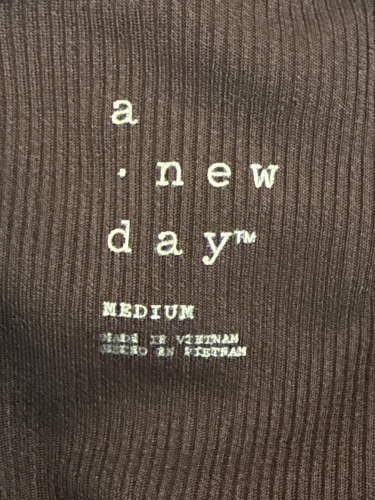 a
· new
day™
MEDIUM
MADE IN VIETNAM
HECHO EN VIETNAM